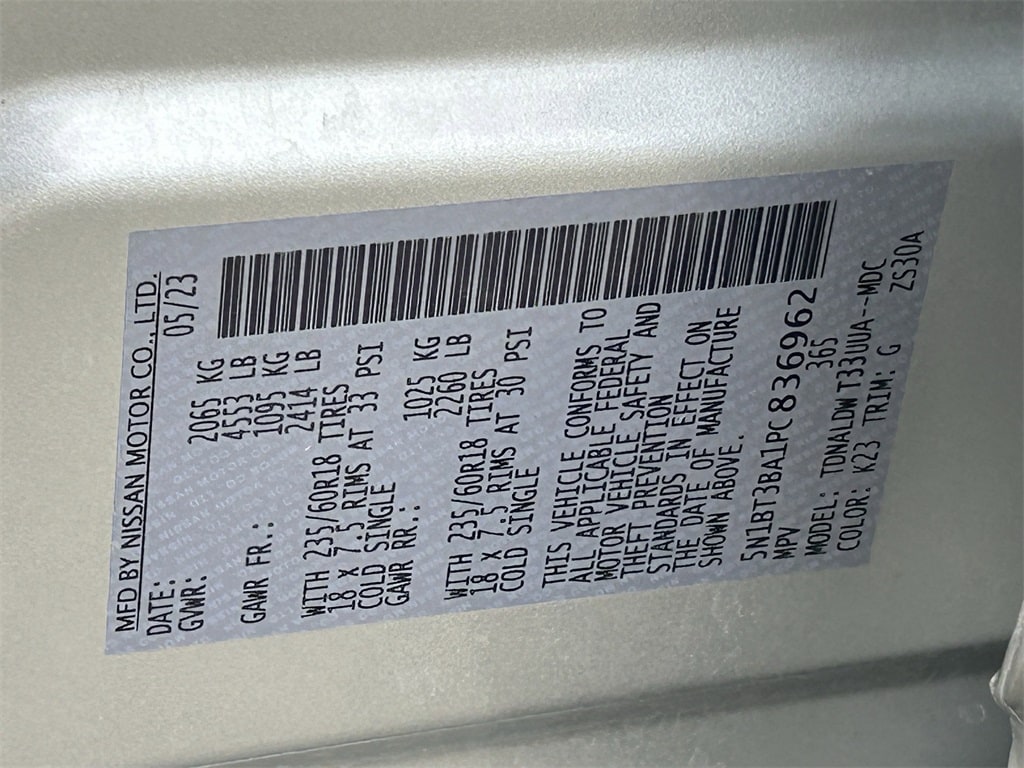 MFD BY NISSAN MOTOR CO., LTD.
DATE: 05/23
GVWR: 2065 KG
4553 LB
GAWR FR.: 1095 KG
2414 LB
WITH 235/60R18 TIRES
18 X 7.5 RIMS AT 33 PSI
COLD SINGLE
GAWR RR.: 1025 KG
2260 LB
WITH 235/60R18 TIRES
18 X 7.5 RIMS AT 30 PSI
COLD SINGLE
THIS VEHICLE CONFORMS TO
ALL APPLICABLE FEDERAL
MOTOR VEHICLE SAFETY AND
THEFT PREVENTION
STANDARDS IN EFFECT ON
THE DATE OF MANUFACTURE
SHOWN ABOVE.
5N1BT3BA1PC836962
MPV 365
MODEL: TONALDW T33UUA--MDC
COLOR: K23 TRIM: G ZS30A